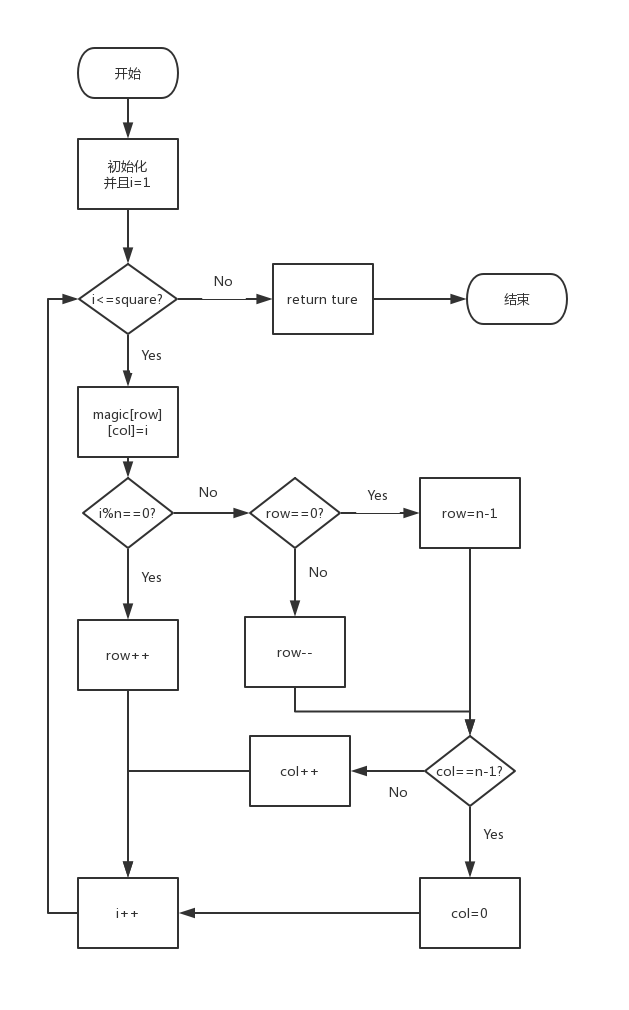 开始
初始化
并且i=1
i<=square?
No
return ture
结束
Yes
magic[row]
[col]=i
i%n==0?
No
row==0?
Yes
row=n-1
Yes
No
row++
row--
col++
No
col==n-1?
Yes
i++
col=0